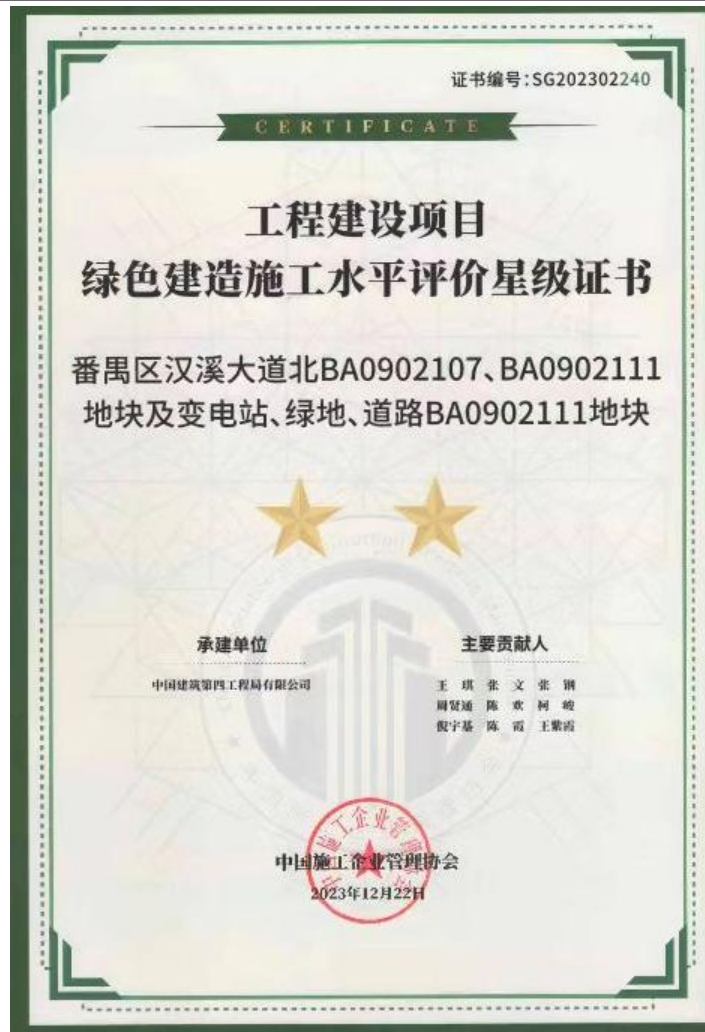 证书编号:SG202302240
CERTIFICATE
工程建设项目
绿色建造施工水平评价星级证书
番禺区汉溪大道北BA0902107、BA0902111
地块及变电站、绿地、道路BA0902111地块
承建单位
主要贡献人
中国建筑第四工程局有限公司
王琪 张文 张钢
周贤通 陈欢 柯峻
倪宇基 陈霞 王紫霞
中国施工企业管理协会
2023年12月22日